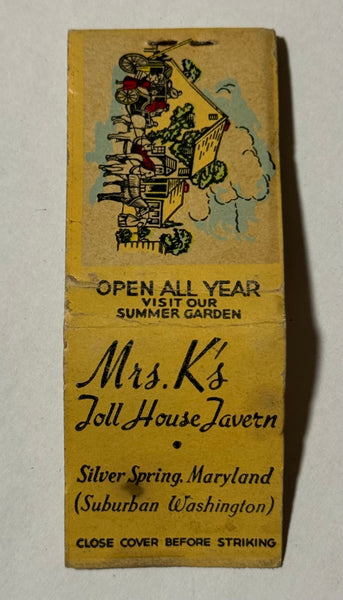 OPEN ALL YEAR
VISIT OUR
SUMMER GARDEN
Mrs. K's
Toll House Tavern
Silver Spring, Maryland
(Suburban Washington)
CLOSE COVER BEFORE STRIKING